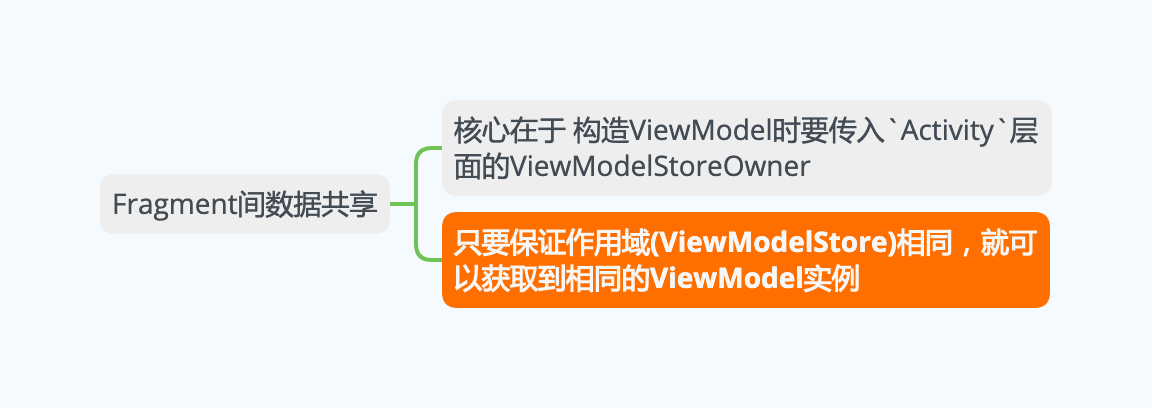 核心在于 构造ViewModel时要传入`Activity`层
面的ViewModelStoreOwner
Fragment间数据共享
只要保证作用域(ViewModelStore)相同，就可
以获取到相同的ViewModel实例